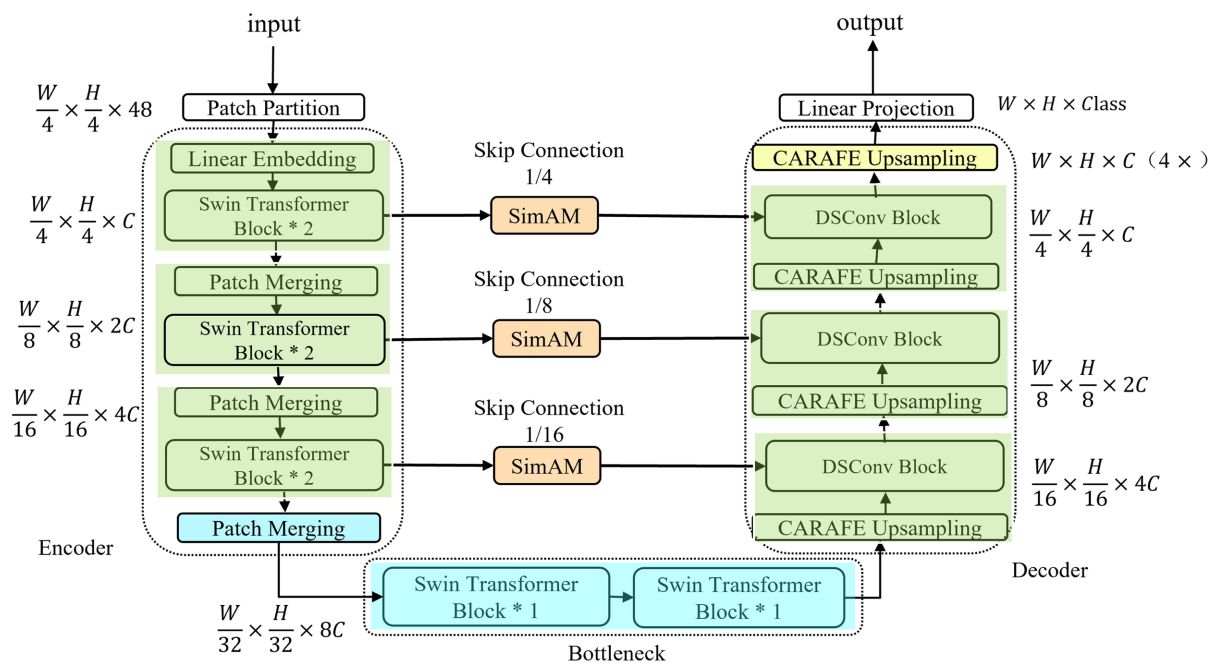 input
output
W/4 × H/4 × 48
Patch Partition
Linear Projection
W × H × Class
Linear Embedding
Skip Connection
1/4
CARAFE Upsampling
W × H × C（4 ×）
W/4 × H/4 × C
Swin Transformer
Block * 2
SimAM
DSConv Block
W/4 × H/4 × C
Patch Merging
Skip Connection
1/8
CARAFE Upsampling
W/8 × H/8 × 2C
Swin Transformer
Block * 2
SimAM
DSConv Block
W/8 × H/8 × 2C
W/16 × H/16 × 4C
Patch Merging
Skip Connection
1/16
CARAFE Upsampling
Swin Transformer
Block * 2
SimAM
DSConv Block
W/16 × H/16 × 4C
Patch Merging
CARAFE Upsampling
Encoder
Decoder
W/32 × H/32 × 8C
Swin Transformer
Block * 1
Swin Transformer
Block * 1
Bottleneck